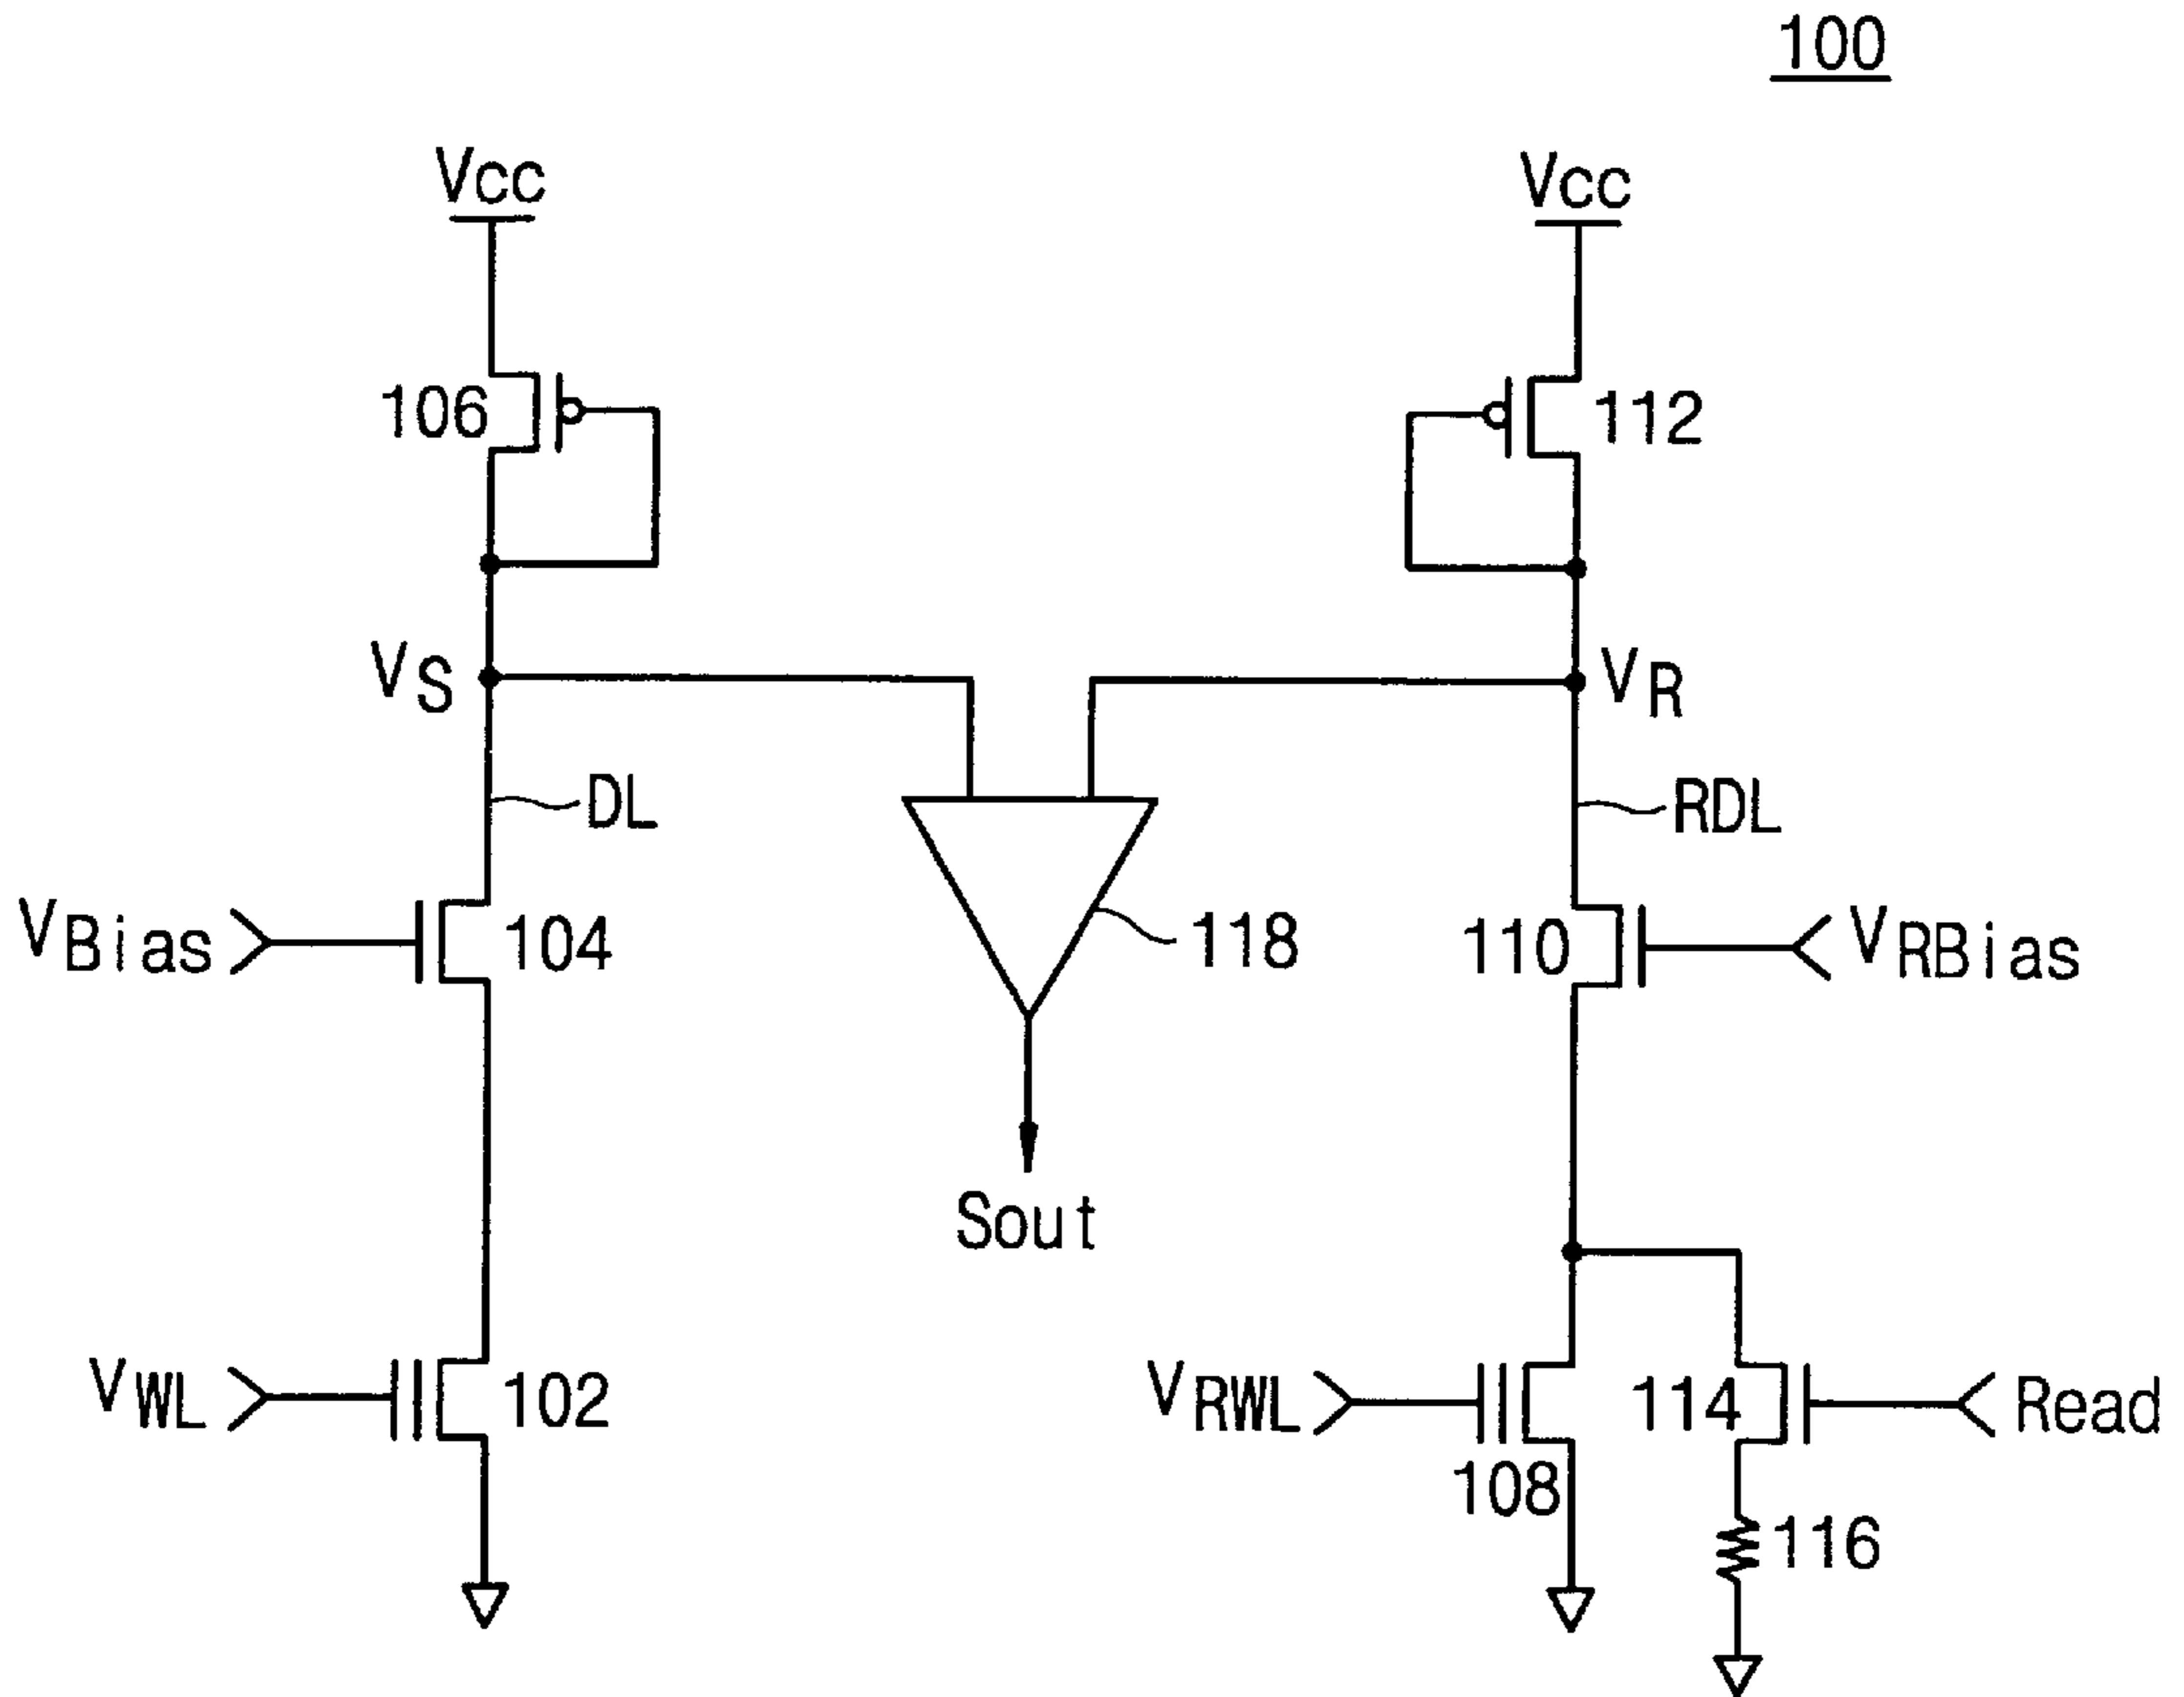 100
Vcc
Vcc
106
112
VS
VR
DL
RDL
VBias
104
118
110
VRBias
Sout
VWL
102
VRWL
114
Read
108
116